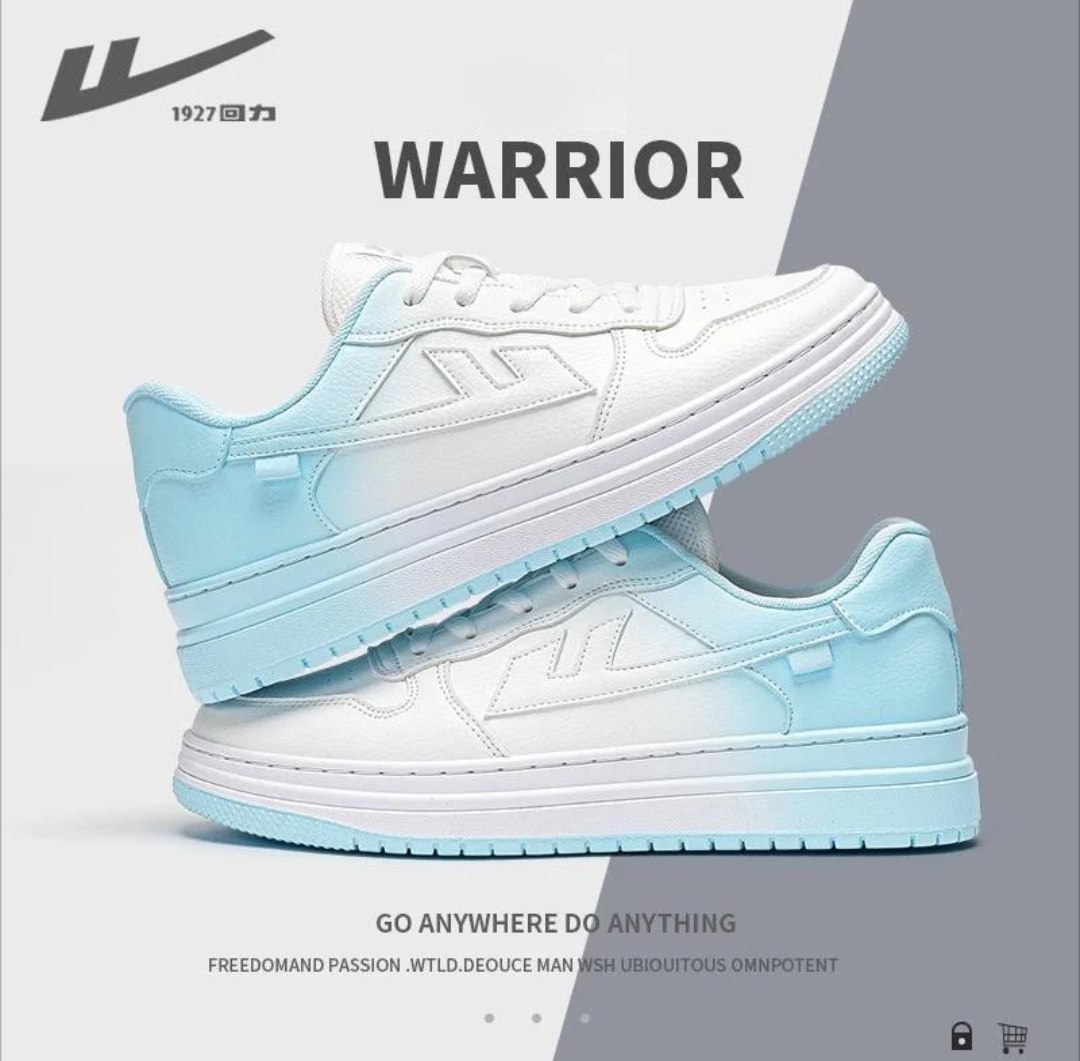 1927回力
WARRIOR
GO ANYWHERE DO ANYTHING
FREEDOMAND PASSION .WTLD.DEOUCE MAN WSH UBIOUITOUS OMNPOTENT